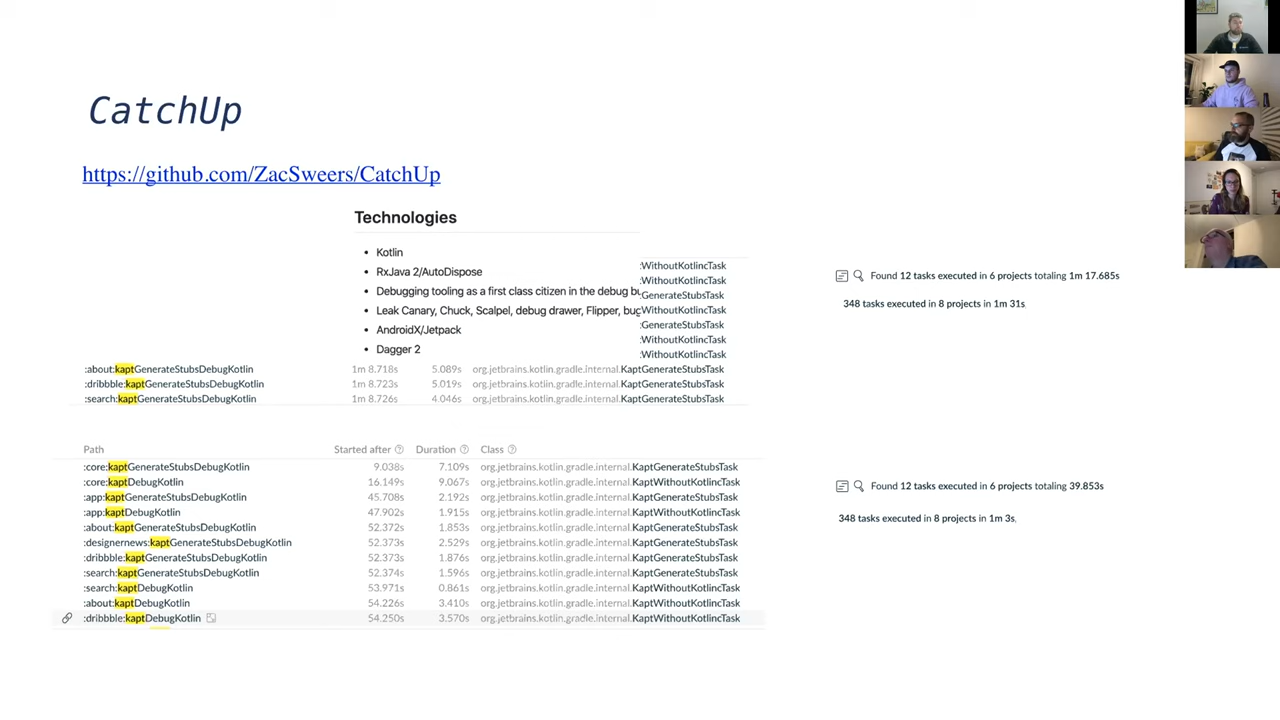 CatchUp
https://github.com/ZacSweers/CatchUp
Technologies
• Kotlin
• RxJava 2/AutoDispose
• Debugging tooling as a first class citizen in the debug bu
• Leak Canary, Chuck, Scalpel, debug drawer, Flipper, bug
• AndroidX/Jetpack
• Dagger 2
:WithoutKotlincTask
:WithoutKotlincTask
:GenerateStubsTask
:WithoutKotlincTask
:GenerateStubsTask
:WithoutKotlincTask
:WithoutKotlincTask
:about:kaptGenerateStubsDebugKotlin 1m 8.718s 5.089s org.jetbrains.kotlin.gradle.internal.KaptGenerateStubsTask
:dribbble:kaptGenerateStubsDebugKotlin 1m 8.723s 5.019s org.jetbrains.kotlin.gradle.internal.KaptGenerateStubsTask
:search:kaptGenerateStubsDebugKotlin 1m 8.726s 4.046s org.jetbrains.kotlin.gradle.internal.KaptGenerateStubsTask
Found 12 tasks executed in 6 projects totaling 1m 17.685s
348 tasks executed in 8 projects in 1m 31s
Path Started after Duration Class
:core:kaptGenerateStubsDebugKotlin 9.038s 7.109s org.jetbrains.kotlin.gradle.internal.KaptGenerateStubsTask
:core:kaptDebugKotlin 16.149s 9.067s org.jetbrains.kotlin.gradle.internal.KaptWithoutKotlincTask
:app:kaptGenerateStubsDebugKotlin 45.708s 2.192s org.jetbrains.kotlin.gradle.internal.KaptGenerateStubsTask
:app:kaptDebugKotlin 47.902s 1.915s org.jetbrains.kotlin.gradle.internal.KaptWithoutKotlincTask
:about:kaptGenerateStubsDebugKotlin 52.372s 1.853s org.jetbrains.kotlin.gradle.internal.KaptGenerateStubsTask
:designernews:kaptGenerateStubsDebugKotlin 52.373s 2.529s org.jetbrains.kotlin.gradle.internal.KaptGenerateStubsTask
:dribbble:kaptGenerateStubsDebugKotlin 52.373s 1.876s org.jetbrains.kotlin.gradle.internal.KaptGenerateStubsTask
:search:kaptGenerateStubsDebugKotlin 52.374s 1.596s org.jetbrains.kotlin.gradle.internal.KaptGenerateStubsTask
:search:kaptDebugKotlin 53.971s 0.861s org.jetbrains.kotlin.gradle.internal.KaptWithoutKotlincTask
:about:kaptDebugKotlin 54.226s 3.410s org.jetbrains.kotlin.gradle.internal.KaptWithoutKotlincTask
:dribbble:kaptDebugKotlin 54.250s 3.570s org.jetbrains.kotlin.gradle.internal.KaptWithoutKotlincTask
Found 12 tasks executed in 6 projects totaling 39.853s
348 tasks executed in 8 projects in 1m 3s.